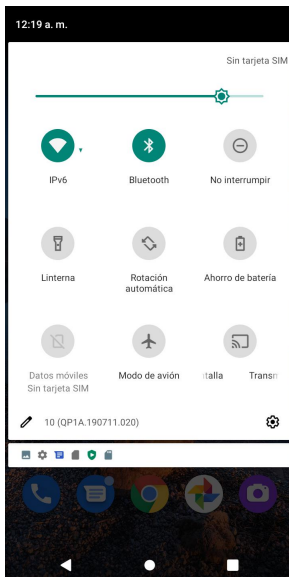 12:19 a. m.
Sin tarjeta SIM
IPv6
Bluetooth
No interrumpir
Linterna
Rotación
automática
Ahorro de batería
Datos móviles
Sin tarjeta SIM
Modo de avión
talla Transm
10 (QP1A.190711.020)